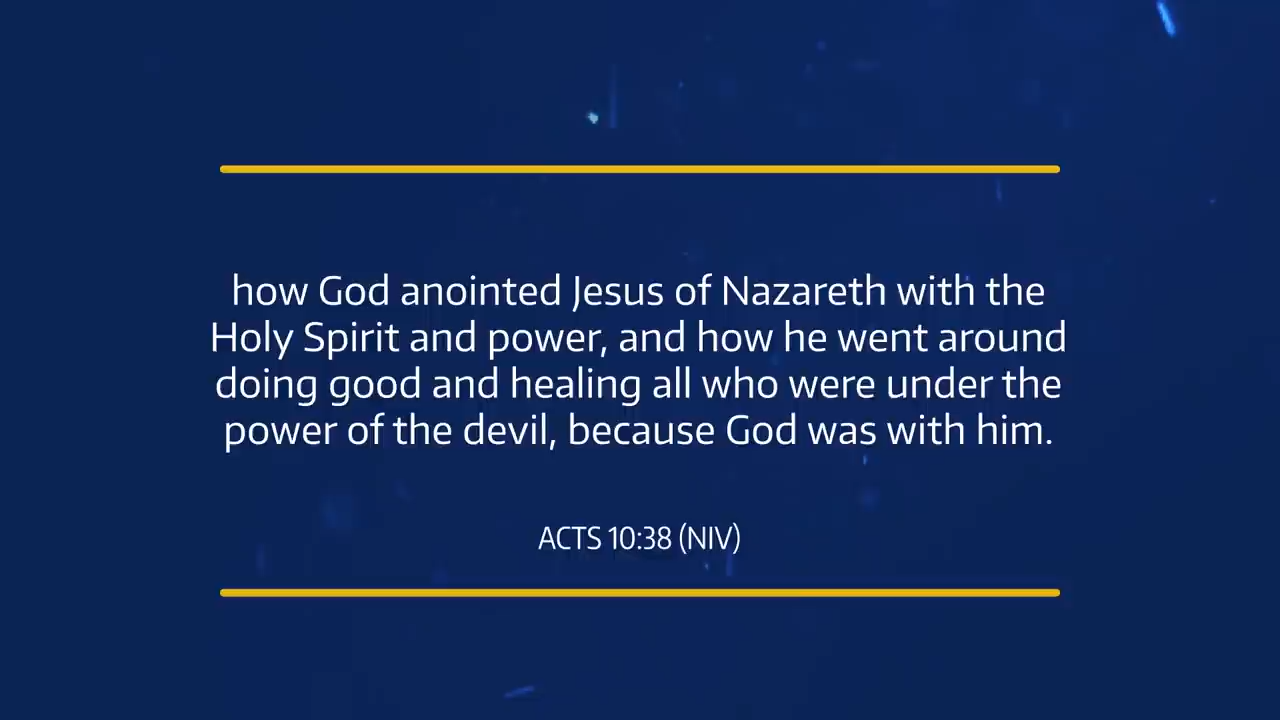 how God anointed Jesus of Nazareth with the
Holy Spirit and power, and how he went around
doing good and healing all who were under the
power of the devil, because God was with him.
ACTS 10:38 (NIV)